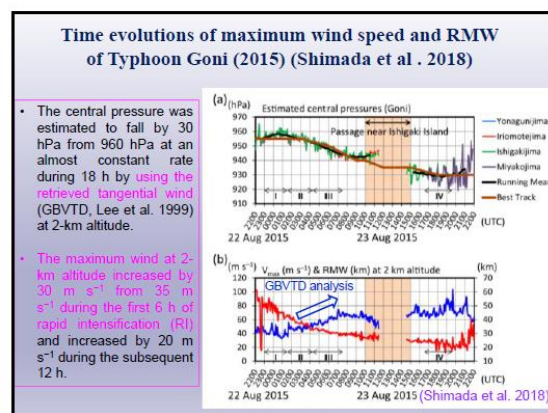 Time evolutions of maximum wind speed and RMW
of Typhoon Goni (2015) (Shimada et al . 2018)
• The central pressure was
estimated to fall by 30
hPa from 960 hPa at an
almost constant rate
during 18 h by using the
retrieved tangential wind
(GBVTD, Lee et al. 1999)
at 2-km altitude.
• The maximum wind at 2-
km altitude increased by
30 m s⁻¹ from 35 m
s⁻¹ during the first 6 h of
rapid intensification (RI)
and increased by 20 m
s⁻¹ during the subsequent
12 h.
(a) (hPa) Estimated central pressures (Goni)
Passage near Ishigaki Island
960
950
940
930
920
910
I II III IV
(UTC)
22 Aug 2015 23 Aug 2015
Yonagunijima
Iriomotejima
Ishigakijima
Miyakojima
Running Mean
Best Track
(b) (m s⁻¹) Vmax (m s⁻¹) & RMW (km) at 2 km altitude (km)
GBVTD analysis
120 70
100 60
80 50
60 40
40 30
20 20
0 10
I II III IV
(UTC)
22 Aug 2015 23 Aug 2015
(Shimada et al. 2018)